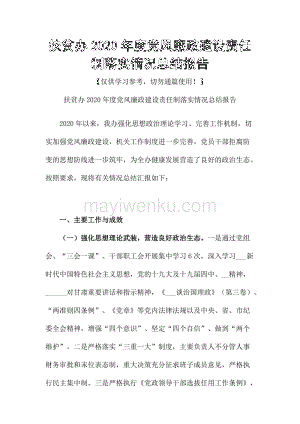 扶贫办 2020 年度党风廉政建设责任
制落实情况总结报告
【仅供学习参考，切勿通篇使用！】
扶贫办 2020 年度党风廉政建设责任制落实情况总结报告
2020 年以来，我办强化思想政治理论学习、完善工作机制，切
实加强党风廉政建设，机关工作制度进一步完善，党员干部拒腐防
变的思想防线进一步筑牢，为全办健康发展营造了良好的政治生态。
按照要求，现将有关情况总结汇报如下：
mayiwenku.com
一、主要工作与成效
（一）强化思想理论武装，营造良好政治生态。一是通过党组
会、“三会一课”、干部职工会开展集中学习 6 次，深入学习___新
时代中国特色社会主义思想，党的十九大及十九届四中、__精神，
______对甘肃重要讲话和指示精神，《___谈治国理政》（第三卷）、
“两准则四条例”、《党章》等党内法律法规以及中央、省、市纪
委全会精神，增强“四个意识”、坚定“四个自信”、做到“两个
维护”。二是严格落实“三重一大”制度，主要负责人不分管人事
财务审批和末位表态制，重大决策充分征求班子成员意见，严格执
行民主集中制。三是严格执行《党政领导干部选拔任用工作条例》，